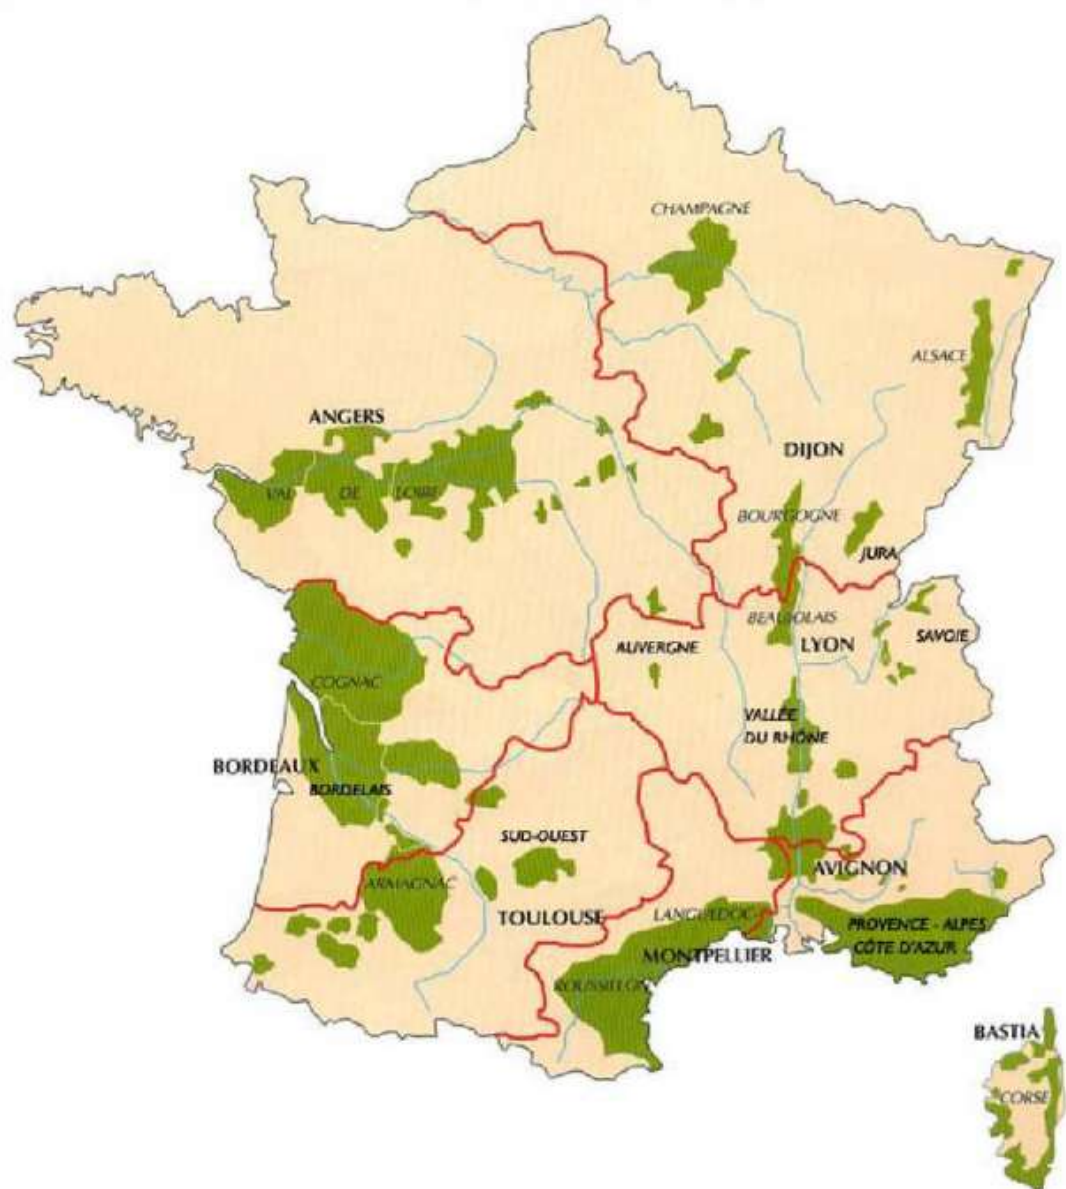 CHAMPAGNE
ALSACE
ANGERS
DIJON
VAL DE LOIRE
BOURGOGNE
JURA
BEAUJOLAIS
AUVERGNE
LYON
SAVOIE
COGNAC
VALLÉE
DU RHÔNE
BORDEAUX
BORDELAIS
SUD-OUEST
AVIGNON
ARMAGNAC
TOULOUSE
LANGUEDOC-
PROVENCE - ALPES
CÔTE D'AZUR
MONTPELLIER
ROUSSILLON
BASTIA
CORSE